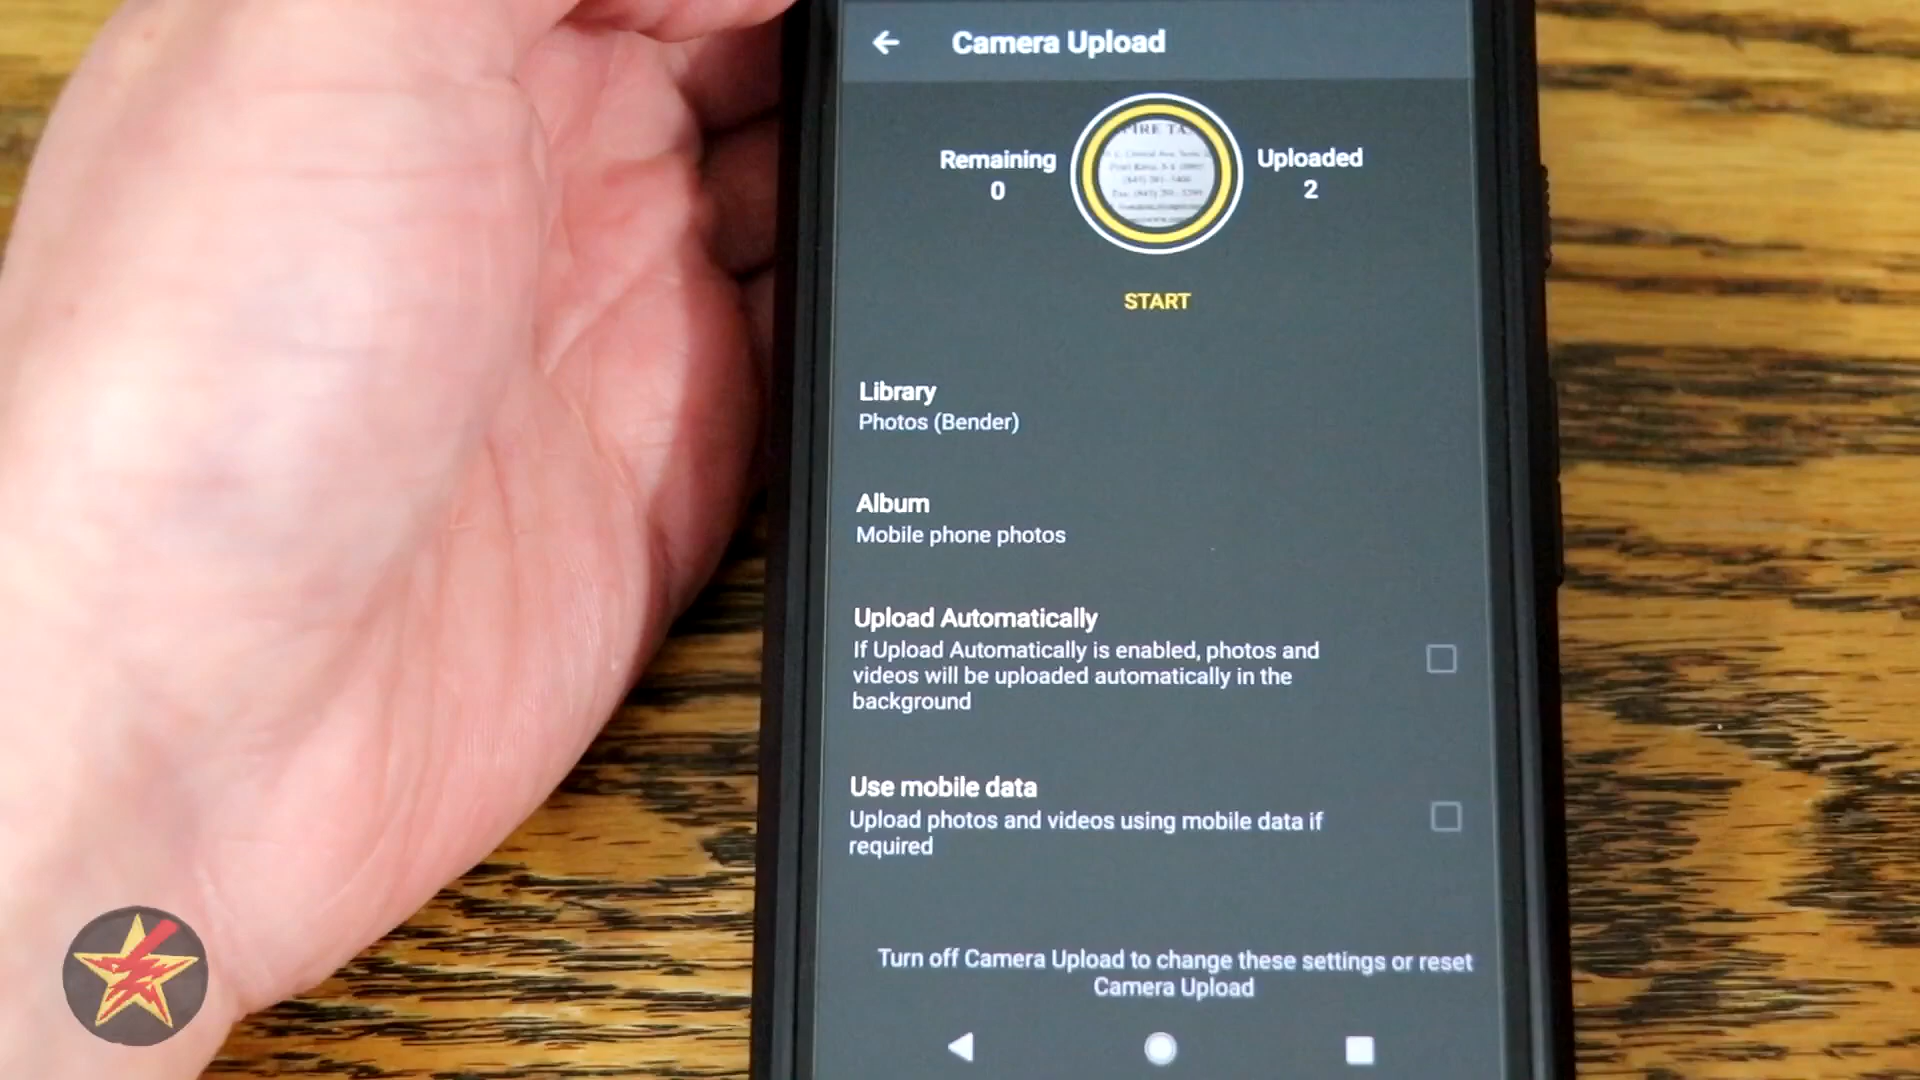 Camera Upload
Remaining
0
Uploaded
2
START
Library
Photos (Bender)
Album
Mobile phone photos
Upload Automatically
If Upload Automatically is enabled, photos and
videos will be uploaded automatically in the
background
Use mobile data
Upload photos and videos using mobile data if
required
Turn off Camera Upload to change these settings or reset
Camera Upload